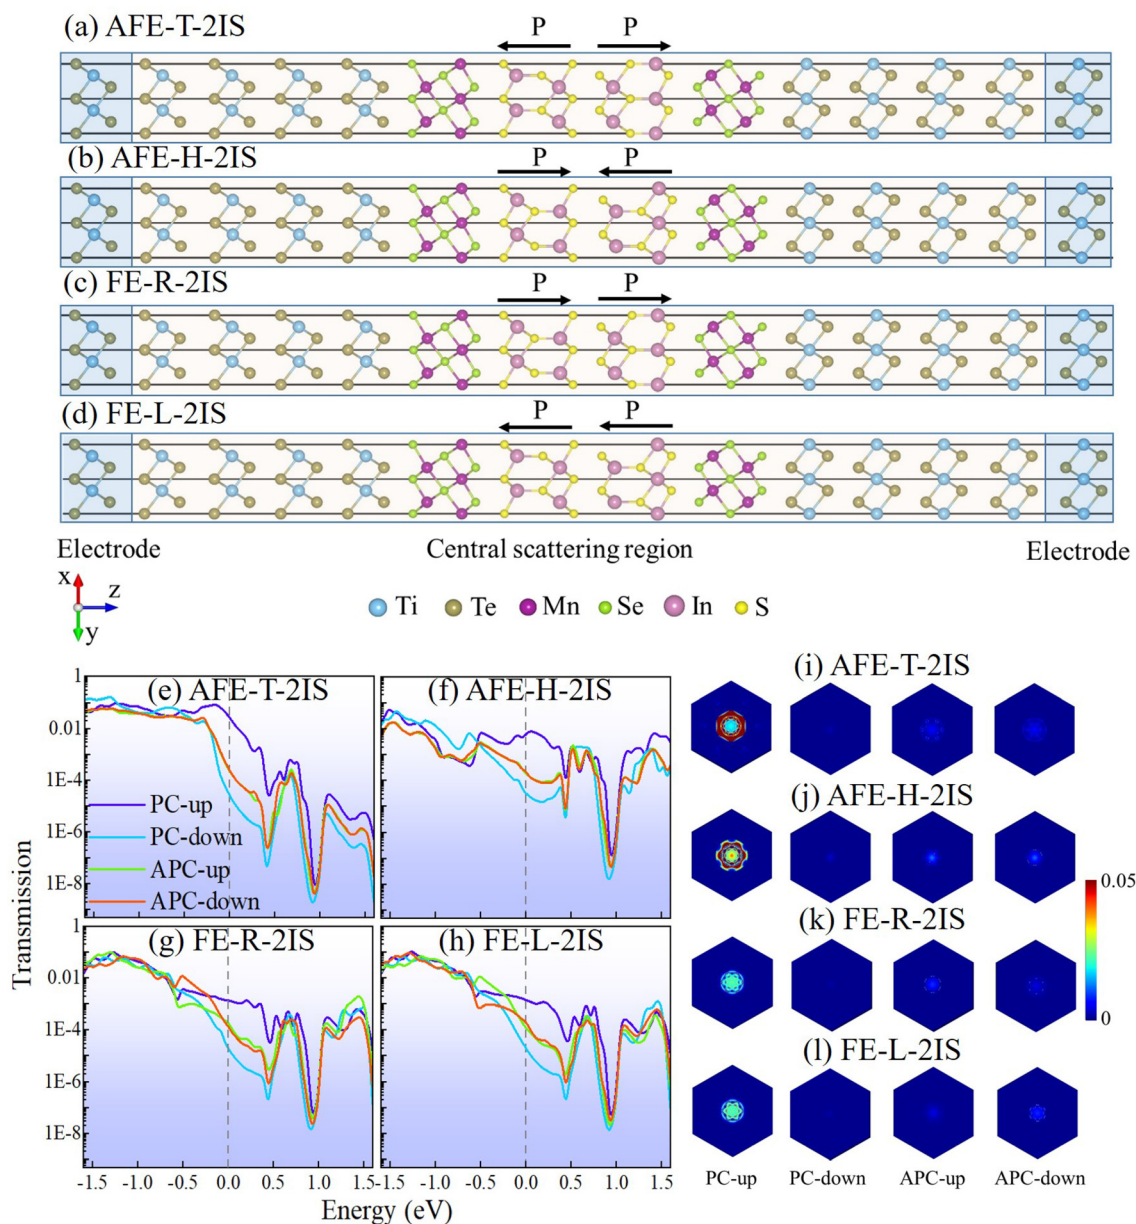 (a) AFE-T-2IS
P P
(b) AFE-H-2IS
P P
(c) FE-R-2IS
P P
(d) FE-L-2IS
P P
Electrode Central scattering region Electrode
x
z
y
Ti Te Mn Se In S
(e) AFE-T-2IS
(f) AFE-H-2IS
(g) FE-R-2IS
(h) FE-L-2IS
PC-up
PC-down
APC-up
APC-down
1
0.01
1E-4
1E-6
1E-8
1
0.01
1E-4
1E-6
1E-8
Transmission
-1.5 -1.0 -0.5 0.0 0.5 1.0 1.5 -1.5 -1.0 -0.5 0.0 0.5 1.0 1.5
Energy (eV)
(i) AFE-T-2IS
(j) AFE-H-2IS
(k) FE-R-2IS
(l) FE-L-2IS
0.05
0
PC-up PC-down APC-up APC-down